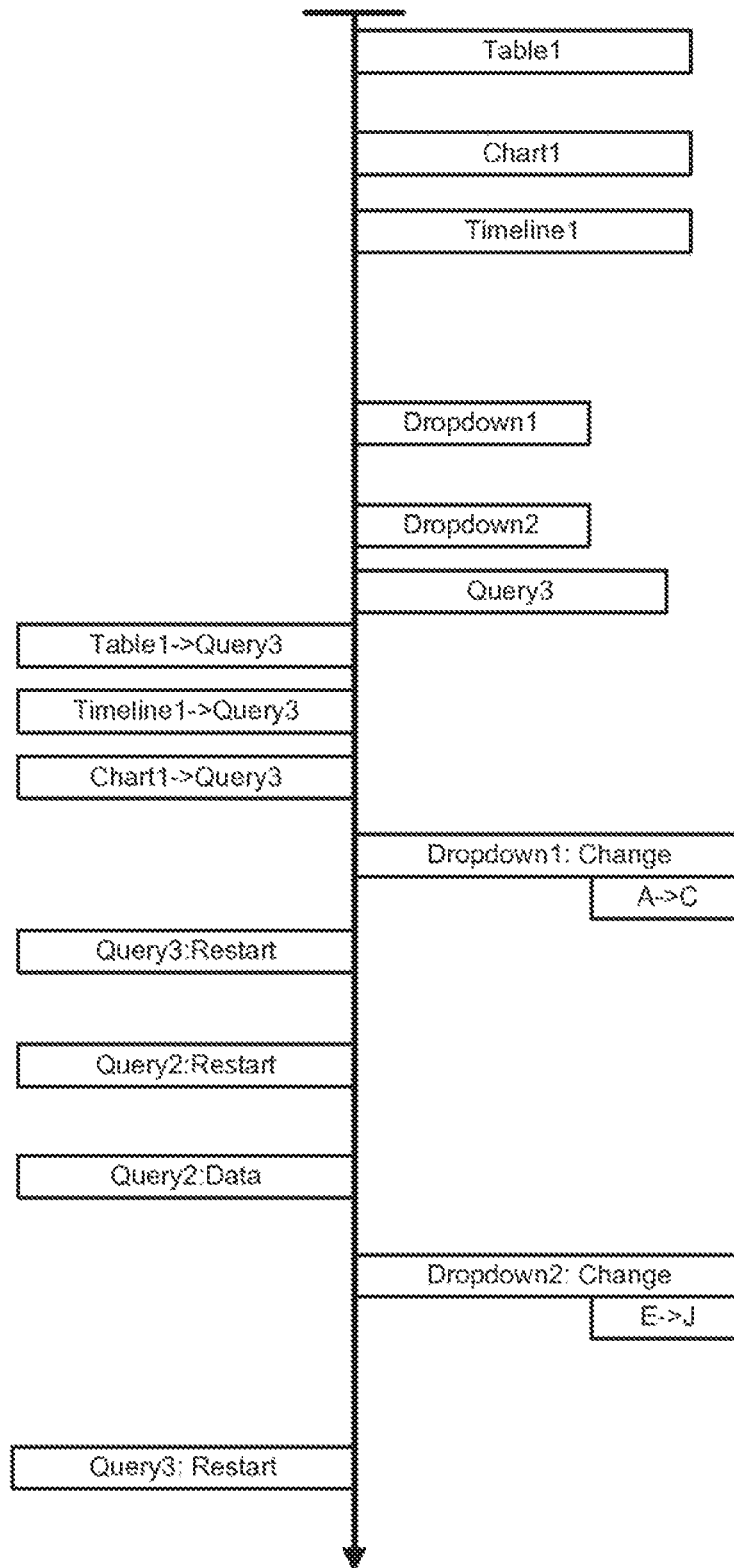 Table1
Chart1
Timeline1
Dropdown1
Dropdown2
Query3
Table1->Query3
Timeline1->Query3
Chart1->Query3
Dropdown1: Change
A->C
Query3:Restart
Query2:Restart
Query2:Data
Dropdown2: Change
E->J
Query3: Restart